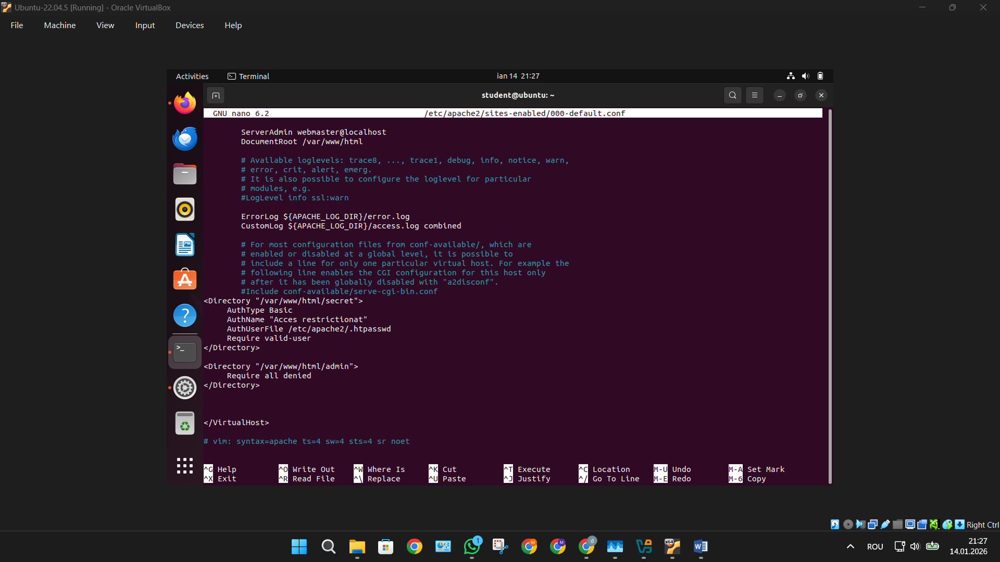 Ubuntu-22.04.5 [Running] - Oracle VirtualBox
File Machine View Input Devices Help
Activities Terminal ian 14 21:27
student@ubuntu: ~
GNU nano 6.2 /etc/apache2/sites-enabled/000-default.conf
ServerAdmin webmaster@localhost
DocumentRoot /var/www/html
# Available loglevels: trace8, ..., trace1, debug, info, notice, warn,
# error, crit, alert, emerg.
# It is also possible to configure the loglevel for particular
# modules, e.g.
#LogLevel info ssl:warn
ErrorLog ${APACHE_LOG_DIR}/error.log
CustomLog ${APACHE_LOG_DIR}/access.log combined
# For most configuration files from conf-available/, which are
# enabled or disabled at a global level, it is possible to
# include a line for only one particular virtual host. For example the
# following line enables the CGI configuration for this host only
# after it has been globally disabled with "a2disconf".
#Include conf-available/serve-cgi-bin.conf
<Directory "/var/www/html/secret">
AuthType Basic
AuthName "Acces restrictionat"
AuthUserFile /etc/apache2/.htpasswd
Require valid-user
</Directory>
<Directory "/var/www/html/admin">
Require all denied
</Directory>
</VirtualHost>
# vim: syntax=apache ts=4 sw=4 sts=4 sr noet
^G Help ^O Write Out ^W Where Is ^K Cut ^T Execute ^C Location M-U Undo M-A Set Mark
^X Exit ^R Read File ^\ Replace ^U Paste ^J Justify ^/ Go To Line M-E Redo M-6 Copy
Right Ctrl
1
M
M
d
x64
ROU
21:27
14.01.2026